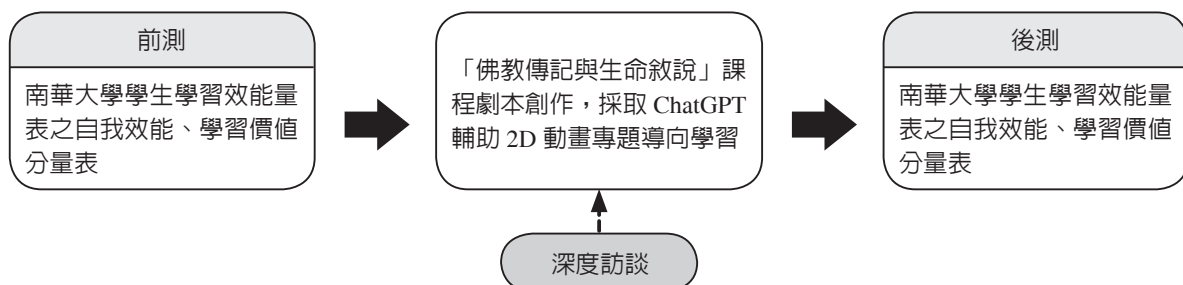 前測
南華大學學生學習效能量
表之自我效能、學習價值
分量表
「佛教傳記與生命敘說」課
程劇本創作,採取 ChatGPT
輔助 2D 動畫專題導向學習
後測
南華大學學生學習效能量
表之自我效能、學習價值
分量表
深度訪談